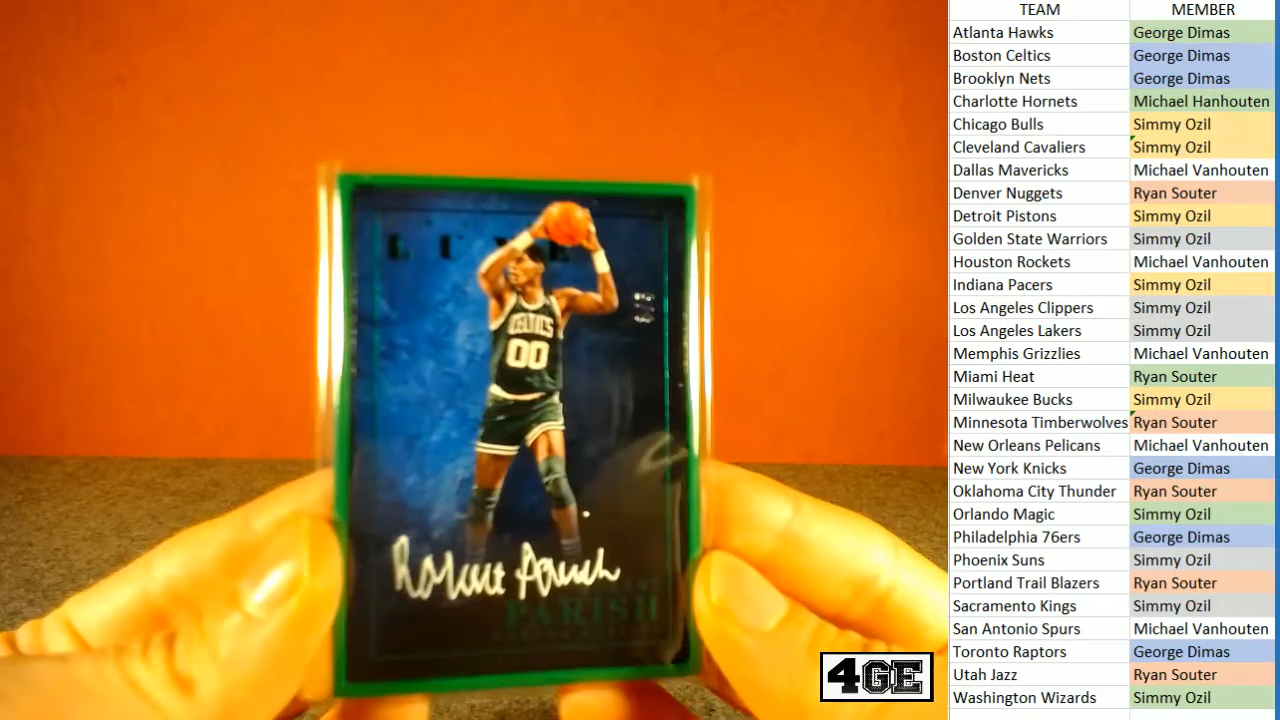 LUXE
CELTICS
00
Robert Parish
PARISH
4GE
TEAM MEMBER
Atlanta Hawks George Dimas
Boston Celtics George Dimas
Brooklyn Nets George Dimas
Charlotte Hornets Michael Hanhouten
Chicago Bulls Simmy Ozil
Cleveland Cavaliers Simmy Ozil
Dallas Mavericks Michael Vanhouten
Denver Nuggets Ryan Souter
Detroit Pistons Simmy Ozil
Golden State Warriors Simmy Ozil
Houston Rockets Michael Vanhouten
Indiana Pacers Simmy Ozil
Los Angeles Clippers Simmy Ozil
Los Angeles Lakers Simmy Ozil
Memphis Grizzlies Michael Vanhouten
Miami Heat Ryan Souter
Milwaukee Bucks Simmy Ozil
Minnesota Timberwolves Ryan Souter
New Orleans Pelicans Michael Vanhouten
New York Knicks George Dimas
Oklahoma City Thunder Ryan Souter
Orlando Magic Simmy Ozil
Philadelphia 76ers George Dimas
Phoenix Suns Simmy Ozil
Portland Trail Blazers Ryan Souter
Sacramento Kings Simmy Ozil
San Antonio Spurs Michael Vanhouten
Toronto Raptors George Dimas
Utah Jazz Ryan Souter
Washington Wizards Simmy Ozil